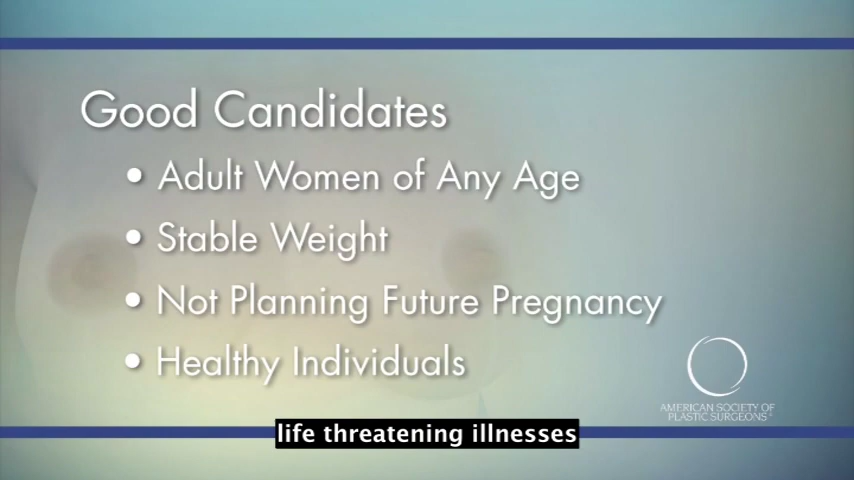 Good Candidates
• Adult Women of Any Age
• Stable Weight
• Not Planning Future Pregnancy
• Healthy Individuals
AMERICAN SOCIETY OF
PLASTIC SURGEONS
life threatening illnesses